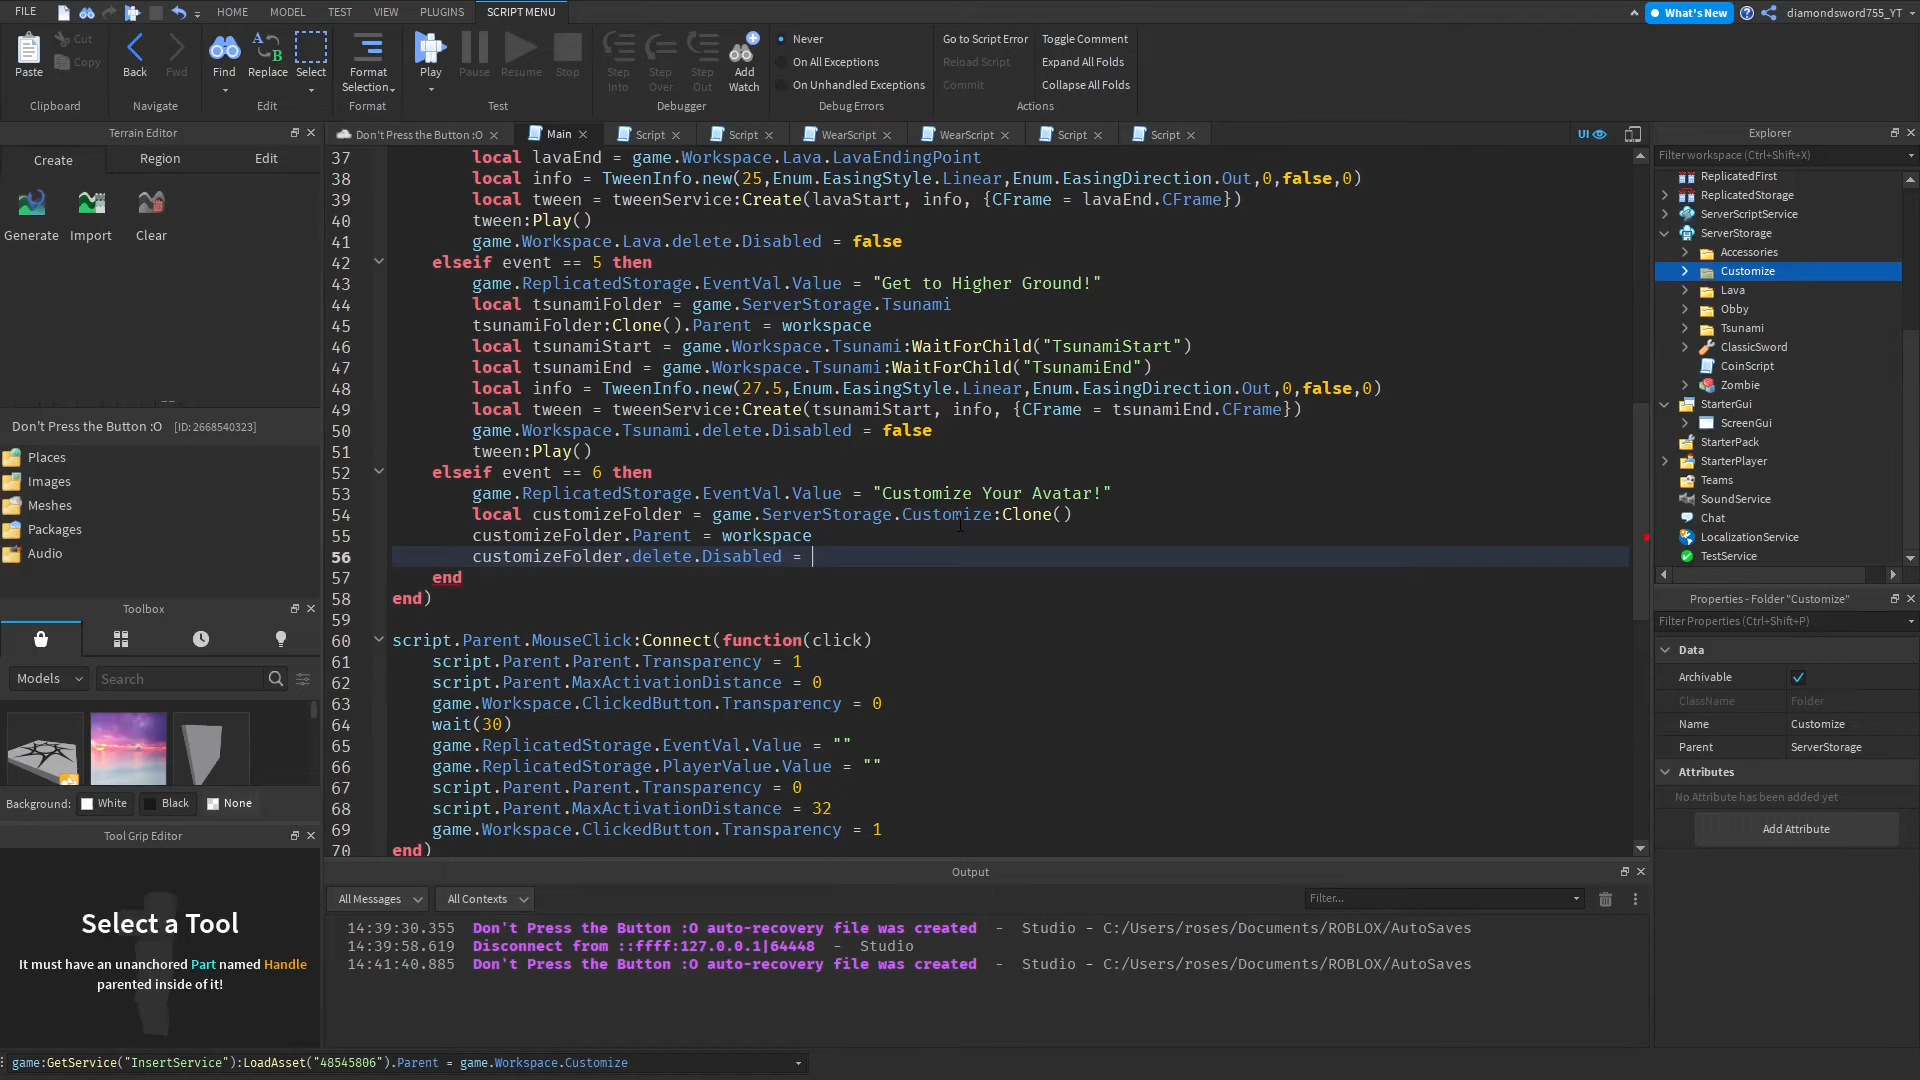 FILE HOME MODEL TEST VIEW PLUGINS SCRIPT MENU What's New diamondsword755_YT
Paste Cut Copy Back Fwd Find Replace Select Format Selection Play Pause Resume Stop Step Into Step Over Step Out Add Watch
Never
On All Exceptions
On Unhandled Exceptions
Go to Script Error Toggle Comment
Reload Script Expand All Folds
Commit Collapse All Folds
Clipboard Navigate Edit Format Test Debugger Debug Errors Actions
Terrain Editor
Create Region Edit
Generate Import Clear
Don't Press the Button :O [ID:2668540323]
Places
Images
Meshes
Packages
Audio
Toolbox
Models Search
Background: White Black None
Tool Grip Editor
Select a Tool
It must have an unanchored Part named Handle
parented inside of it!
Don't Press the Button :O Main Script Script WearScript WearScript Script Script UI
37 local lavaEnd = game.Workspace.Lava.LavaEndingPoint
38 local info = TweenInfo.new(25,Enum.EasingStyle.Linear,Enum.EasingDirection.Out,0,false,0)
39 local tween = tweenService:Create(lavaStart, info, {CFrame = lavaEnd.CFrame})
40 tween:Play()
41 game.Workspace.Lava.delete.Disabled = false
42 elseif event == 5 then
43 game.ReplicatedStorage.EventVal.Value = "Get to Higher Ground!"
44 local tsunamiFolder = game.ServerStorage.Tsunami
45 tsunamiFolder:Clone().Parent = workspace
46 local tsunamiStart = game.Workspace.Tsunami:WaitForChild("TsunamiStart")
47 local tsunamiEnd = game.Workspace.Tsunami:WaitForChild("TsunamiEnd")
48 local info = TweenInfo.new(27.5,Enum.EasingStyle.Linear,Enum.EasingDirection.Out,0,false,0)
49 local tween = tweenService:Create(tsunamiStart, info, {CFrame = tsunamiEnd.CFrame})
50 game.Workspace.Tsunami.delete.Disabled = false
51 tween:Play()
52 elseif event == 6 then
53 game.ReplicatedStorage.EventVal.Value = "Customize Your Avatar!"
54 local customizeFolder = game.ServerStorage.Customize:Clone()
55 customizeFolder.Parent = workspace
56 customizeFolder.delete.Disabled =
57 end
58 end)
59
60 script.Parent.MouseClick:Connect(function(click)
61 script.Parent.Parent.Transparency = 1
62 script.Parent.MaxActivationDistance = 0
63 game.Workspace.ClickedButton.Transparency = 0
64 wait(30)
65 game.ReplicatedStorage.EventVal.Value = ""
66 game.ReplicatedStorage.PlayerValue.Value = ""
67 script.Parent.Parent.Transparency = 0
68 script.Parent.MaxActivationDistance = 32
69 game.Workspace.ClickedButton.Transparency = 1
70 end)
Output
All Messages All Contexts Filter...
14:39:30.355 Don't Press the Button :O auto-recovery file was created - Studio - C:/Users/roses/Documents/ROBLOX/AutoSaves
14:39:58.619 Disconnect from ::ffff:127.0.0.1|64448 - Studio
14:41:40.885 Don't Press the Button :O auto-recovery file was created - Studio - C:/Users/roses/Documents/ROBLOX/AutoSaves
Explorer
Filter workspace (Ctrl+Shift+X)
ReplicatedFirst
ReplicatedStorage
ServerScriptService
ServerStorage
Accessories
Customize
Lava
Obby
Tsunami
ClassicSword
CoinScript
Zombie
StarterGui
ScreenGui
StarterPack
StarterPlayer
Teams
SoundService
Chat
LocalizationService
TestService
Properties - Folder "Customize"
Filter Properties (Ctrl+Shift+P)
Data
Archivable
ClassName Folder
Name Customize
Parent ServerStorage
Attributes
No Attribute has been added yet
Add Attribute
game:GetService("InsertService"):LoadAsset("48545806").Parent = game.Workspace.Customize